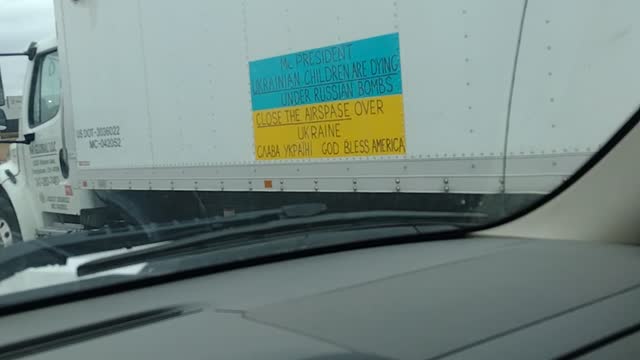 Mr. PRESIDENT
UKRAINIAN CHILDREN ARE DYING
UNDER RUSSIAN BOMBS
CLOSE THE AIRSPASE OVER
UKRAINE
СЛАВА УКРАЇНІ GOD BLESS AMERICA
US DOT-3036022
MC-042052